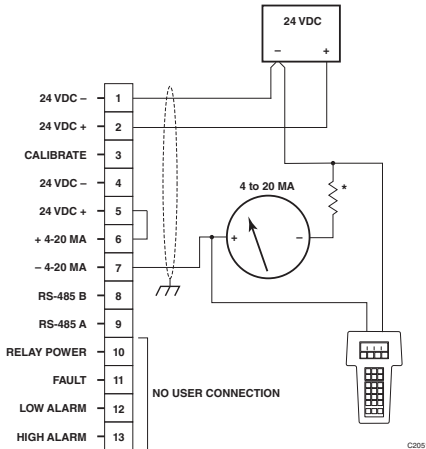 24 VDC
– +
24 VDC – 1
24 VDC + 2
CALIBRATE 3
24 VDC – 4
24 VDC + 5
+ 4-20 MA 6
– 4-20 MA 7
RS-485 B 8
RS-485 A 9
RELAY POWER 10
FAULT 11
LOW ALARM 12
HIGH ALARM 13
4 to 20 MA
*
+ –
NO USER CONNECTION
C205